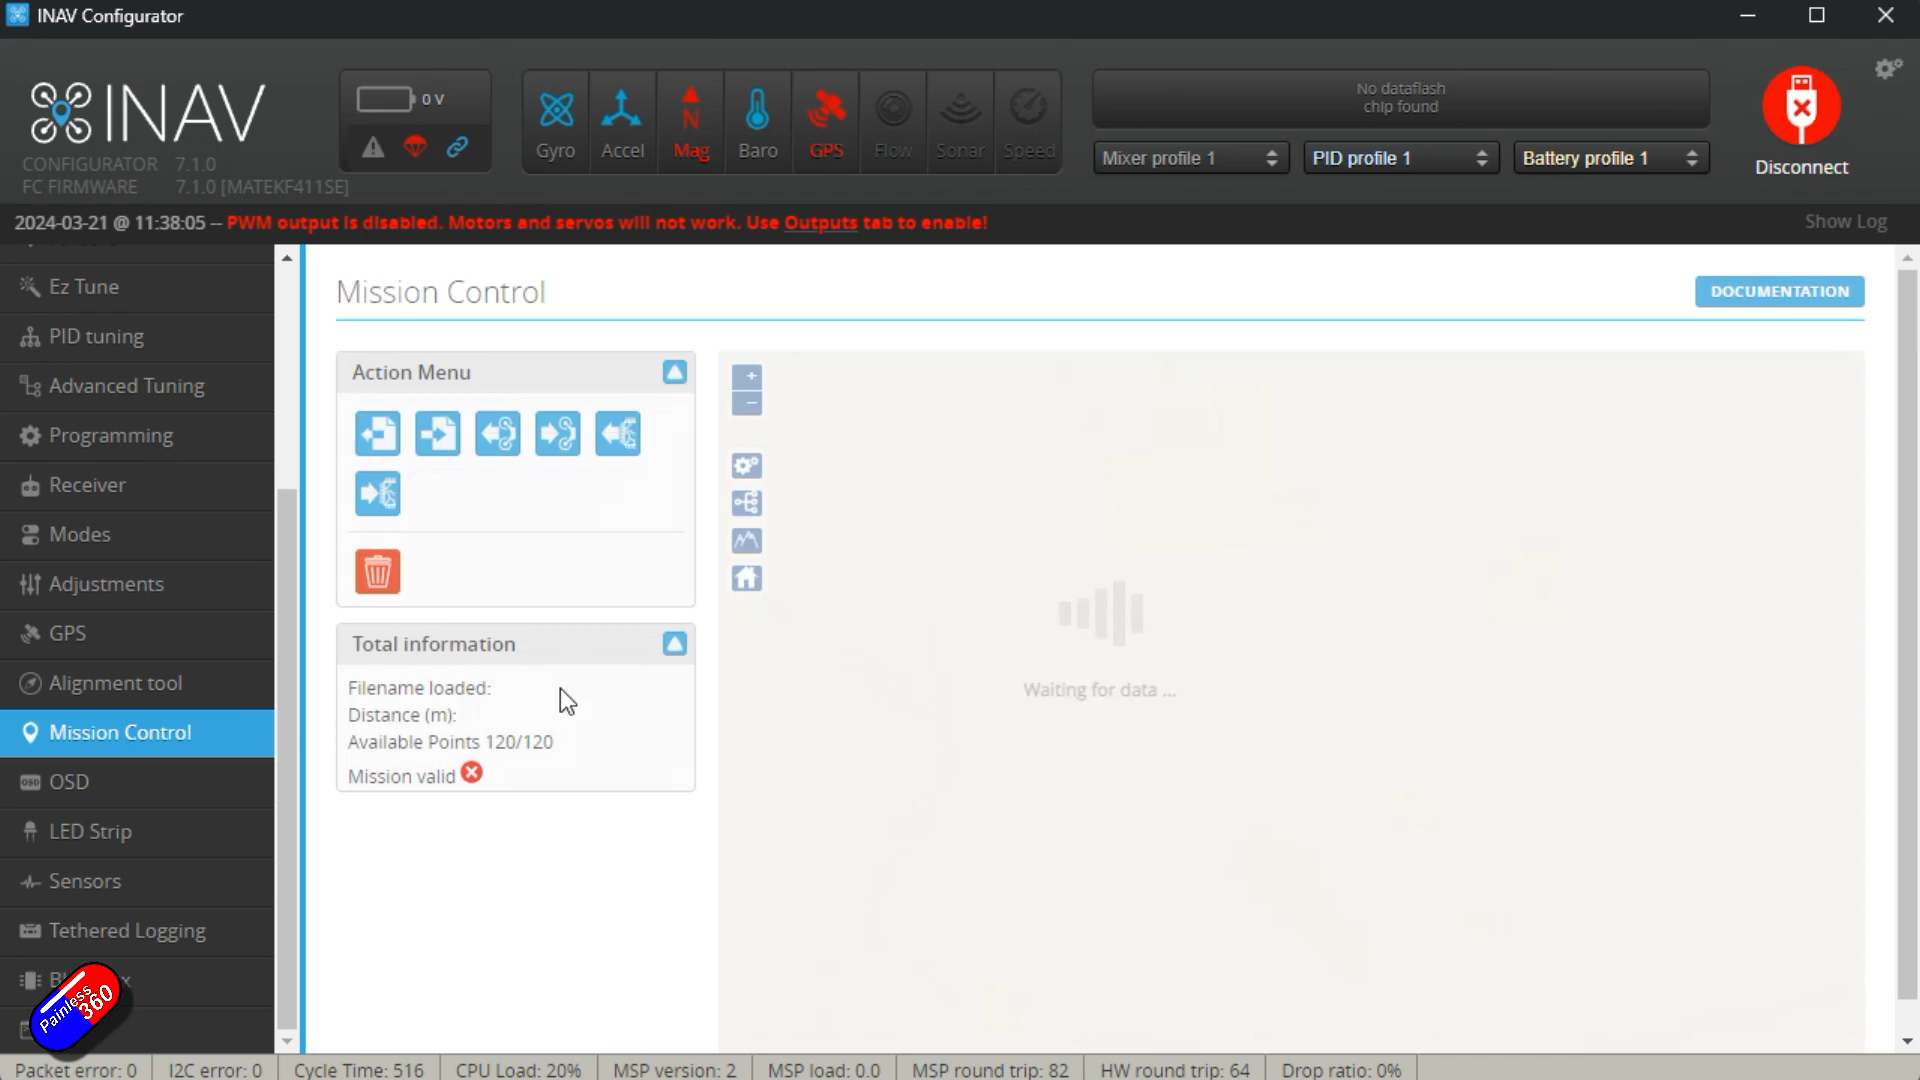 INAV Configurator
INAV
CONFIGURATOR 7.1.0
FC FIRMWARE 7.1.0 [MATEKF411SE]
0 V
Gyro
Accel
N
Mag
Baro
GPS
Flow
Sonar
Speed
No dataflash
chip found
Mixer profile 1
PID profile 1
Battery profile 1
Disconnect
2024-03-21 @ 11:38:05 -- PWM output is disabled. Motors and servos will not work. Use Outputs tab to enable!
Show Log
Ez Tune
PID tuning
Advanced Tuning
Programming
Receiver
Modes
Adjustments
GPS
Alignment tool
Mission Control
OSD
OSD
LED Strip
Sensors
Tethered Logging
Painless
360
Mission Control
DOCUMENTATION
Action Menu
Total information
Filename loaded:
Distance (m):
Available Points 120/120
Mission valid
+
−
Waiting for data ...
Packet error: 0
I2C error: 0
Cycle Time: 516
CPU Load: 20%
MSP version: 2
MSP load: 0.0
MSP round trip: 82
HW round trip: 64
Drop ratio: 0%